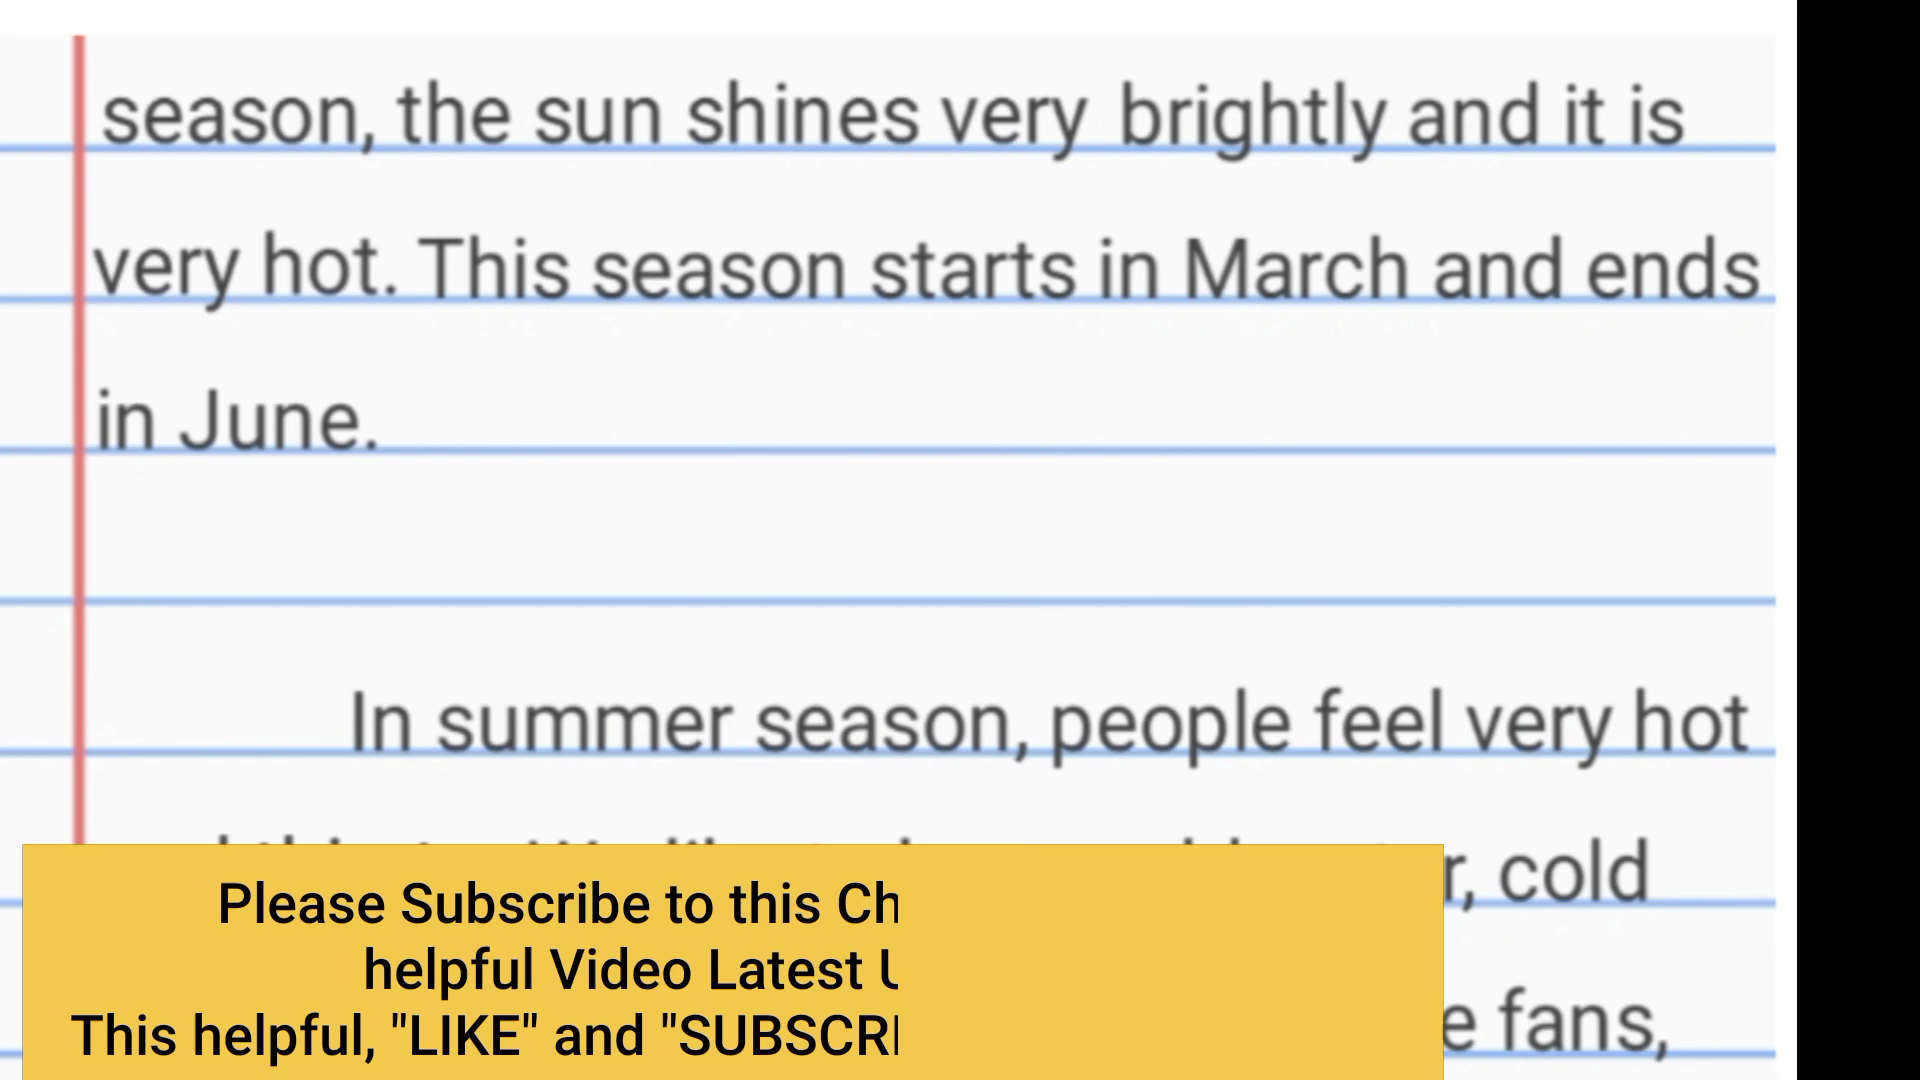 season, the sun shines very brightly and it is
very hot. This season starts in March and ends
in June.
In summer season, people feel very hot
cold
fans,
Please Subscribe to this
helpful Video Latest
This helpful, "LIKE" and